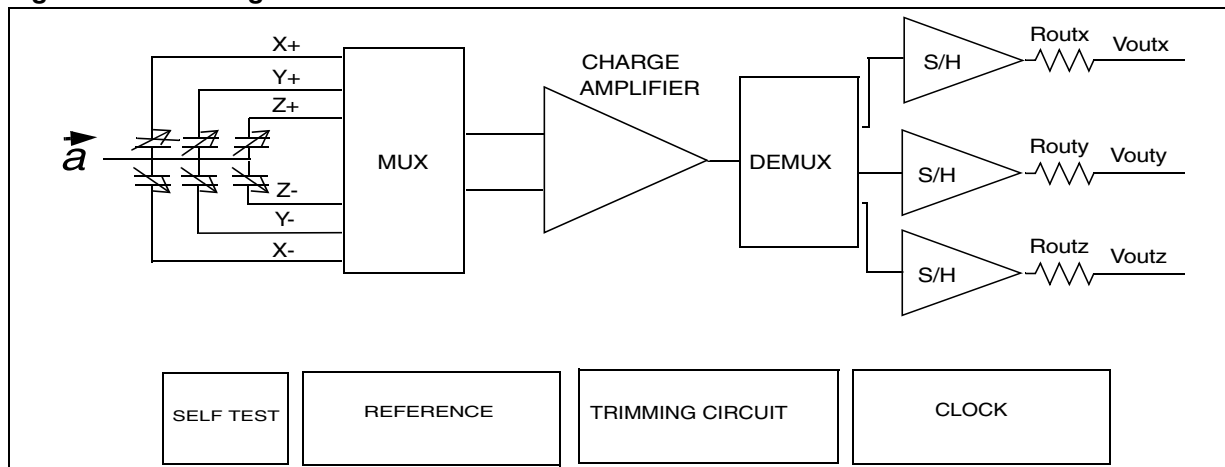 X+
Y+
Z+
a
Z-
Y-
X-
MUX
CHARGE
AMPLIFIER
DEMUX
S/H
Routx
Voutx
S/H
Routy
Vouty
S/H
Routz
Voutz
SELF TEST
REFERENCE
TRIMMING CIRCUIT
CLOCK